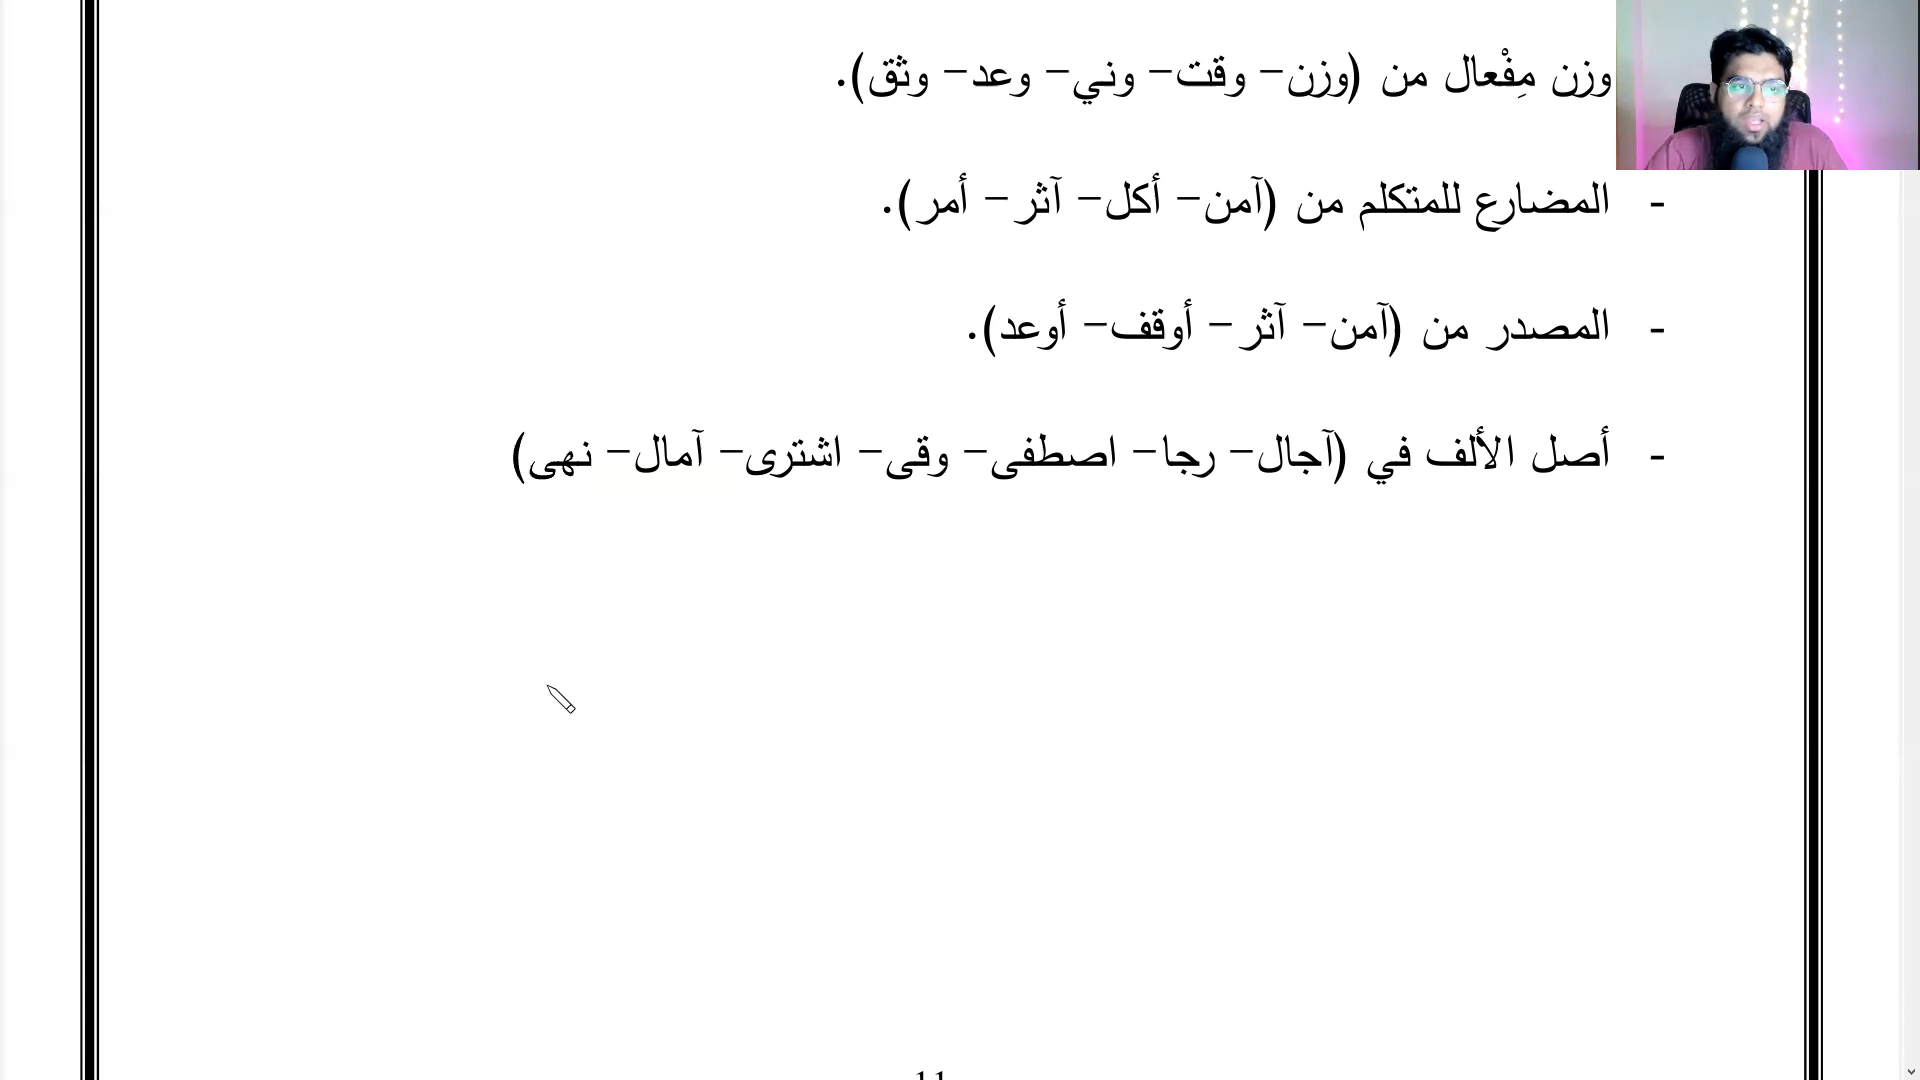 وزن مِفْعال من (وزن– وقت– وني– وعد– وثق).
- المضارع للمتكلم من (آمن– أكل– آثر– أمر).
- المصدر من (آمن– آثر– أوقف– أوعد).
- أصل الألف في (آجال– رجا– اصطفى– وقى– اشترى– آمال– نهى)
11